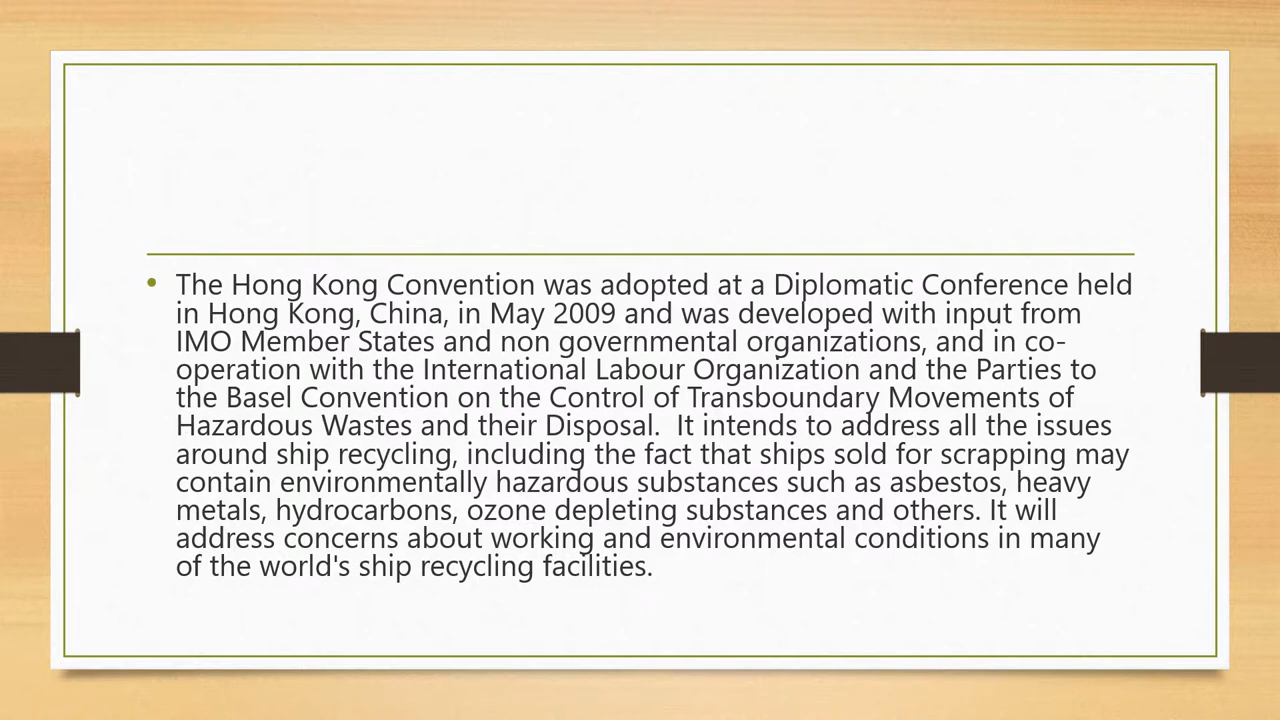 • The Hong Kong Convention was adopted at a Diplomatic Conference held
in Hong Kong, China, in May 2009 and was developed with input from
IMO Member States and non governmental organizations, and in co-
operation with the International Labour Organization and the Parties to
the Basel Convention on the Control of Transboundary Movements of
Hazardous Wastes and their Disposal.  It intends to address all the issues
around ship recycling, including the fact that ships sold for scrapping may
contain environmentally hazardous substances such as asbestos, heavy
metals, hydrocarbons, ozone depleting substances and others. It will
address concerns about working and environmental conditions in many
of the world's ship recycling facilities.